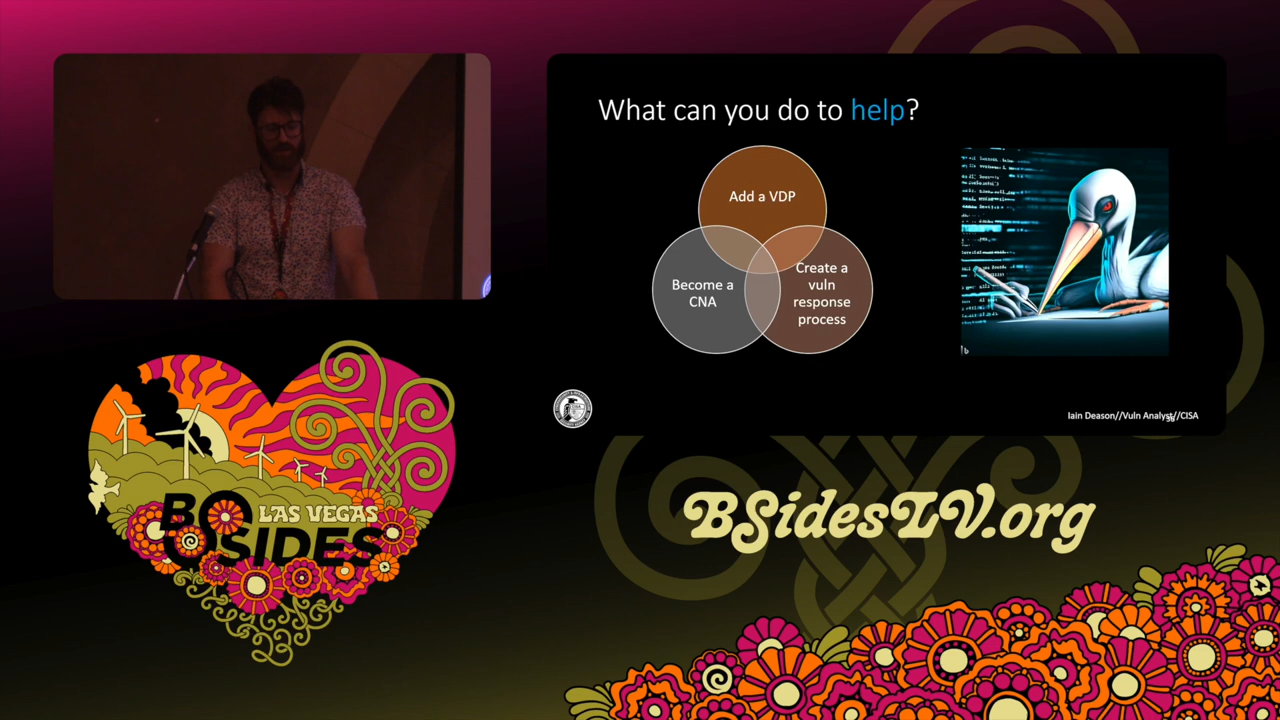 What can you do to help?
Add a VDP
Become a
CNA
Create a
vuln
response
process
Iain Deason//Vuln Analyst//CISA
BSIDES
LAS VEGAS
BSidesLV.org